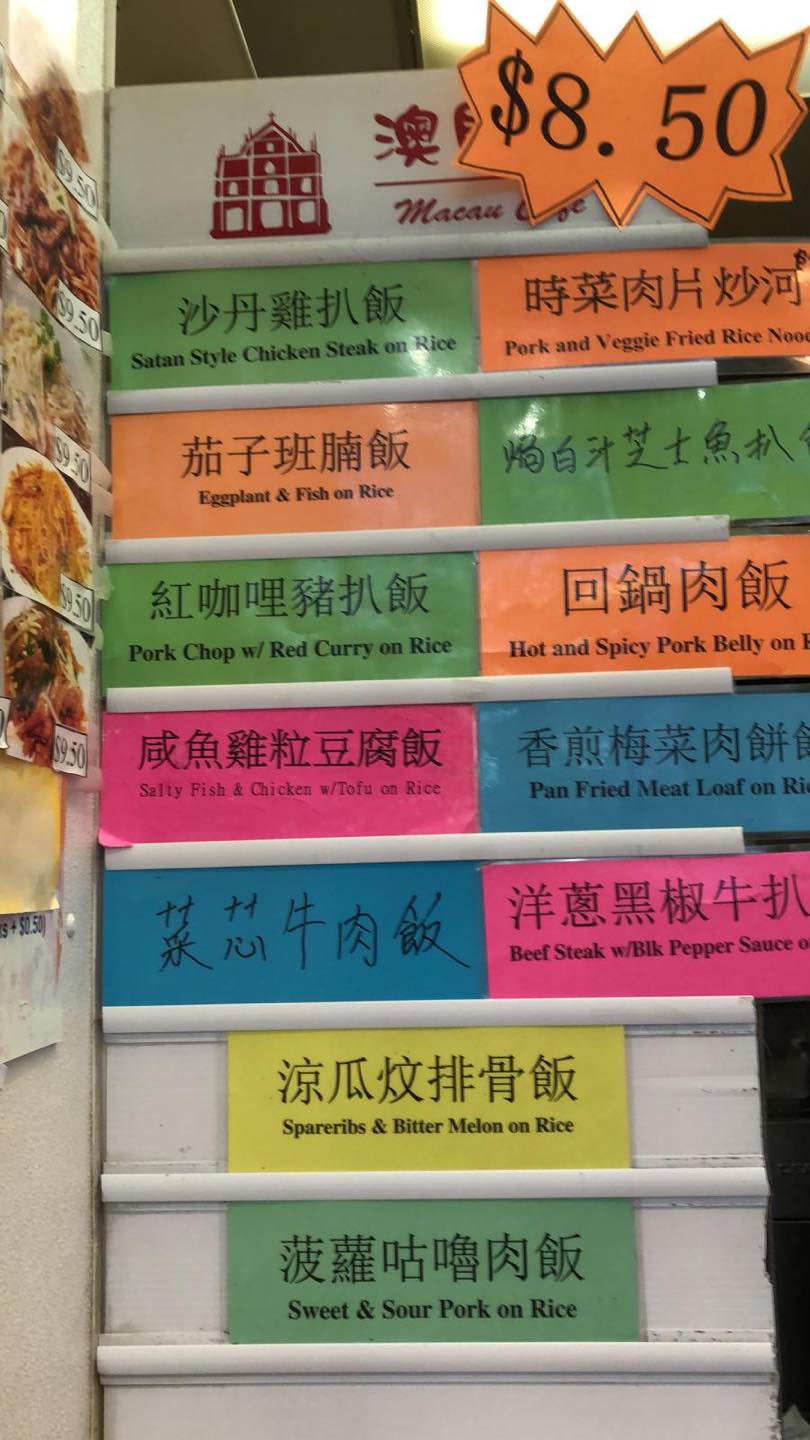 $8.50
澳
Macau Cafe
沙丹雞扒飯
Satan Style Chicken Steak on Rice
時菜肉片炒河
Pork and Veggie Fried Rice
茄子班腩飯
Eggplant & Fish on Rice
焗白汁芝士魚扒
紅咖哩豬扒飯
Pork Chop w/ Red Curry on Rice
回鍋肉飯
Hot and Spicy Pork Belly on
咸魚雞粒豆腐飯
Salty Fish & Chicken w/Tofu on Rice
香煎梅菜肉餅
Pan Fried Meat Loaf on
菜芯牛肉飯
洋蔥黑椒牛扒
Beef Steak w/Blk Pepper Sauce
涼瓜炆排骨飯
Spareribs & Bitter Melon on Rice
菠蘿咕嚕肉飯
Sweet & Sour Pork on Rice
$9.50
$9.50
$9.50
$9.50
$9.50
+ $0.50)